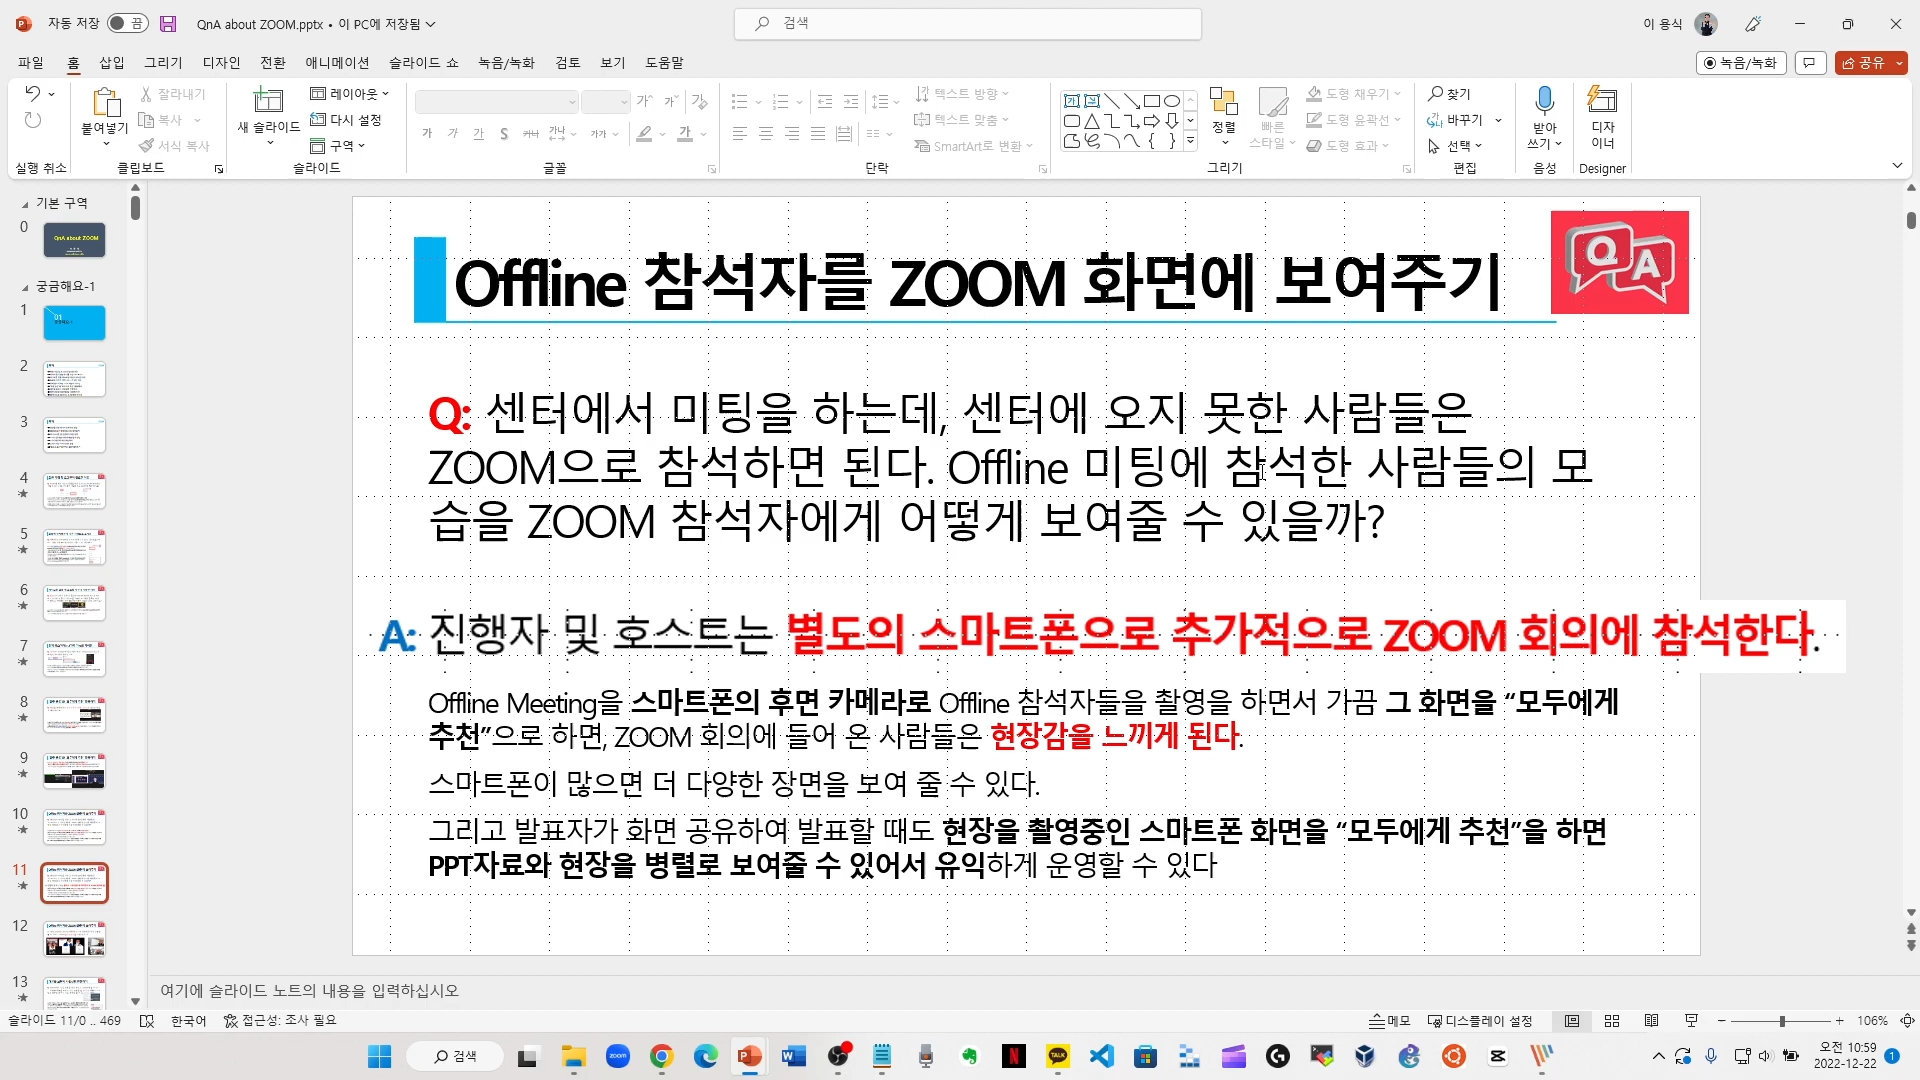 자동 저장 끔 QnA about ZOOM.pptx • 이 PC에 저장됨 검색 이 용식
파일 홈 삽입 그리기 디자인 전환 애니메이션 슬라이드 쇼 녹음/녹화 검토 보기 도움말 녹음/녹화 공유
붙여넣기 잘라내기 복사 서식 복사
새 슬라이드 레이아웃 다시 설정 구역
텍스트 방향 텍스트 맞춤 SmartArt로 변환
정렬 빠른 스타일 도형 채우기 도형 윤곽선 도형 효과
찾기 바꾸기 선택
받아쓰기 디자이너
실행 취소 클립보드 슬라이드 글꼴 단락 그리기 편집 음성 Designer
기본 구역
0
QnA about ZOOM
궁금해요-1
1
2
3
4
5
6
7
8
9
10
11
12
13
Offline 참석자를 ZOOM 화면에 보여주기
Q A
Q: 센터에서 미팅을 하는데, 센터에 오지 못한 사람들은
ZOOM으로 참석하면 된다. Offline 미팅에 참석한 사람들의 모
습을 ZOOM 참석자에게 어떻게 보여줄 수 있을까?
A: 진행자 및 호스트는 별도의 스마트폰으로 추가적으로 ZOOM 회의에 참석한다.
Offline Meeting을 스마트폰의 후면 카메라로 Offline 참석자들을 촬영을 하면서 가끔 그 화면을 “모두에게
추천”으로 하면, ZOOM 회의에 들어 온 사람들은 현장감을 느끼게 된다.
스마트폰이 많으면 더 다양한 장면을 보여 줄 수 있다.
그리고 발표자가 화면 공유하여 발표할 때도 현장을 촬영중인 스마트폰 화면을 “모두에게 추천”을 하면
PPT자료와 현장을 병렬로 보여줄 수 있어서 유익하게 운영할 수 있다
여기에 슬라이드 노트의 내용을 입력하십시오
슬라이드 11/0 .. 469 한국어 접근성: 조사 필요 메모 디스플레이 설정 106%
검색 zoom TALK 오전 10:59
2022-12-22 1